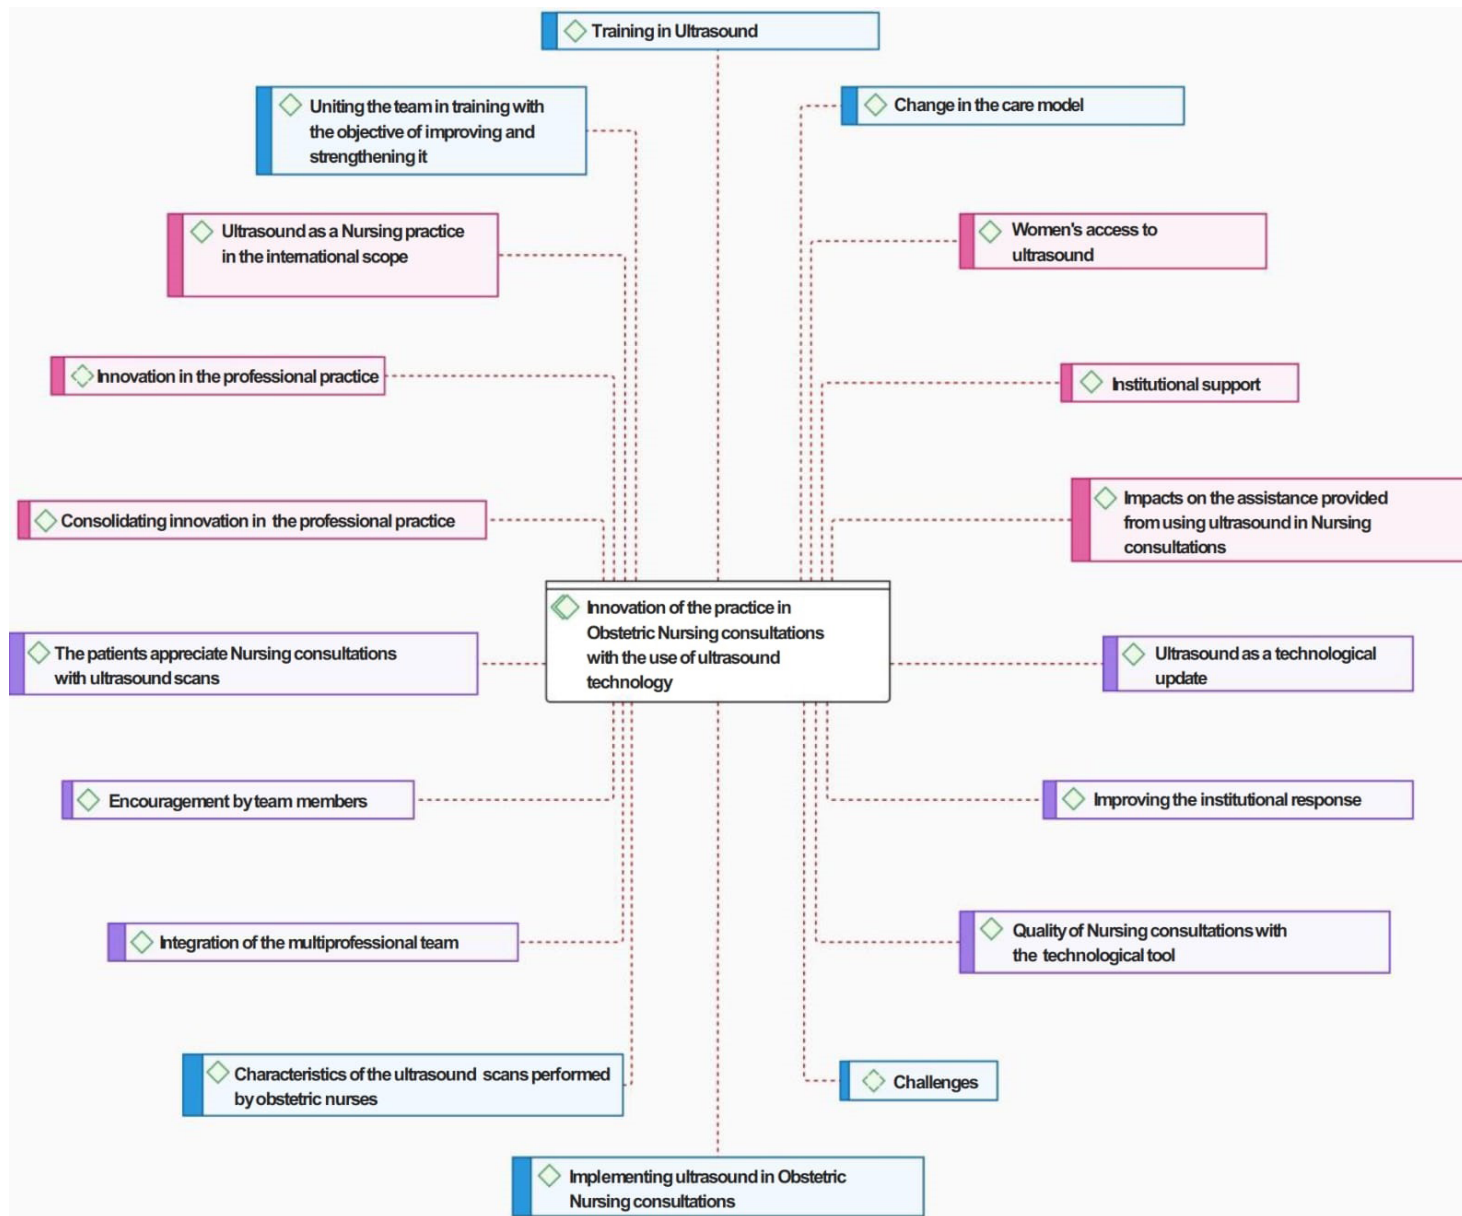 Training in Ultrasound
Uniting the team in training with
the objective of improving and
strengthening it
Change in the care model
Ultrasound as a Nursing practice
in the international scope
Women's access to
ultrasound
Innovation in the professional practice
Institutional support
Consolidating innovation in the professional practice
Impacts on the assistance provided
from using ultrasound in Nursing
consultations
Innovation of the practice in
Obstetric Nursing consultations
with the use of ultrasound
technology
The patients appreciate Nursing consultations
with ultrasound scans
Ultrasound as a technological
update
Encouragement by team members
Improving the institutional response
Integration of the multiprofessional team
Quality of Nursing consultations with
the technological tool
Characteristics of the ultrasound scans performed
by obstetric nurses
Challenges
Implementing ultrasound in Obstetric
Nursing consultations